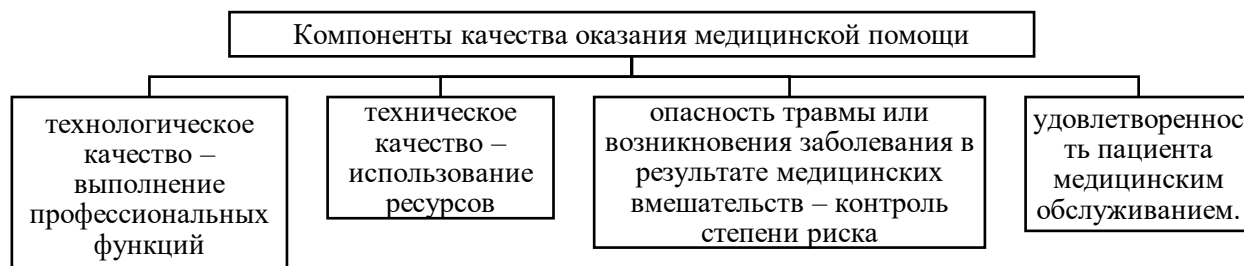 Компоненты качества оказания медицинской помощи
технологическое
качество –
выполнение
профессиональных
функций
техническое
качество –
использование
ресурсов
опасность травмы или
возникновения заболевания в
результате медицинских
вмешательств – контроль
степени риска
удовлетвореннос
ть пациента
медицинским
обслуживанием.